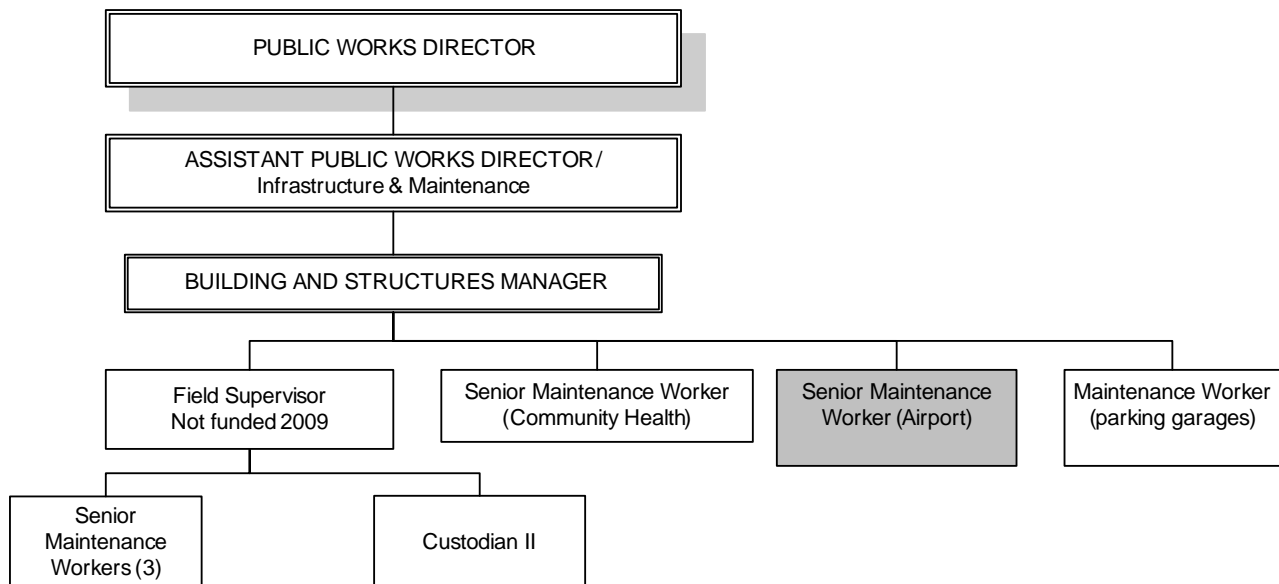 PUBLIC WORKS DIRECTOR
ASSISTANT PUBLIC WORKS DIRECTOR/
Infrastructure & Maintenance
BUILDING AND STRUCTURES MANAGER
Field Supervisor
Not funded 2009
Senior Maintenance Worker
(Community Health)
Senior Maintenance
Worker (Airport)
Maintenance Worker
(parking garages)
Senior
Maintenance
Workers (3)
Custodian II